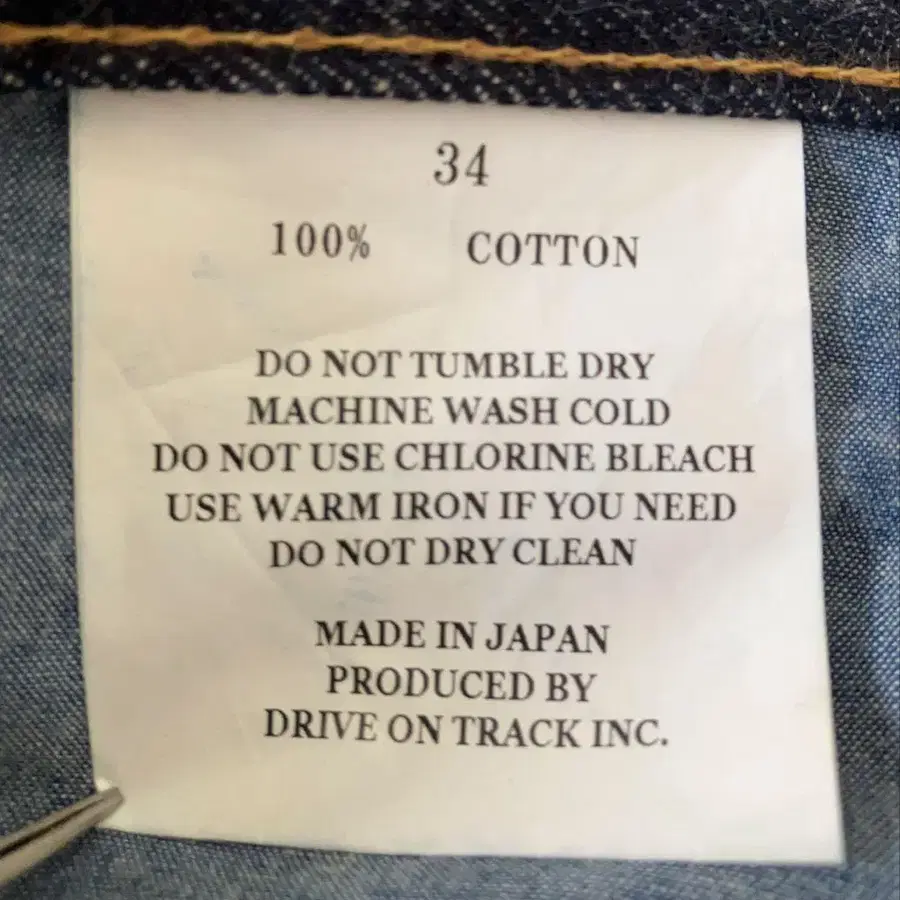 34
100% COTTON
DO NOT TUMBLE DRY
MACHINE WASH COLD
DO NOT USE CHLORINE BLEACH
USE WARM IRON IF YOU NEED
DO NOT DRY CLEAN
MADE IN JAPAN
PRODUCED BY
DRIVE ON TRACK INC.